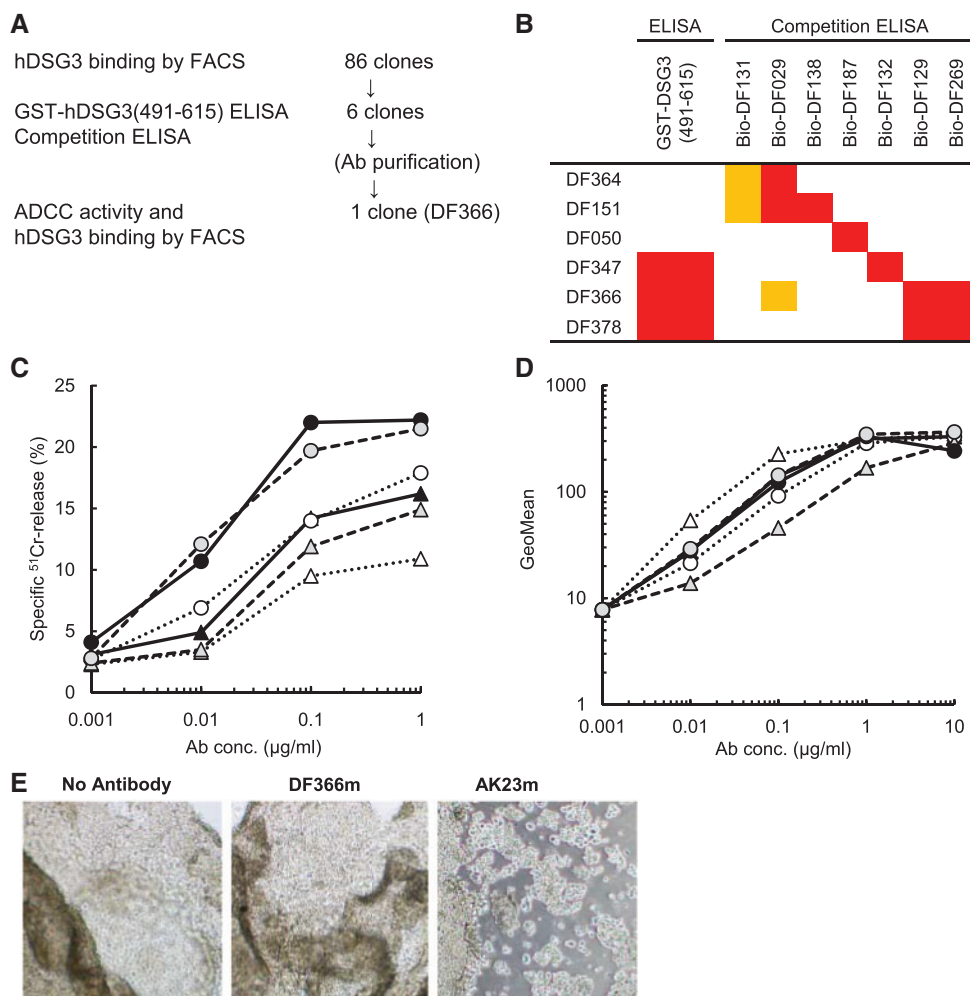 A
hDSG3 binding by FACS
86 clones
↓
GST-hDSG3(491-615) ELISA
6 clones
Competition ELISA
↓
(Ab purification)
↓
ADCC activity and
1 clone (DF366)
hDSG3 binding by FACS
B
ELISA
Competition ELISA
GST-DSG3
(491-615)
Bio-DF131
Bio-DF029
Bio-DF138
Bio-DF187
Bio-DF132
Bio-DF129
Bio-DF269
DF364
DF151
DF050
DF347
DF366
DF378
C
Specific ⁵¹Cr-release (%)
25
20
15
10
5
0
0.001
0.01
0.1
1
Ab conc. (µg/ml)
D
GeoMean
1000
100
10
1
0.001
0.01
0.1
1
10
Ab conc. (µg/ml)
E
No Antibody
DF366m
AK23m